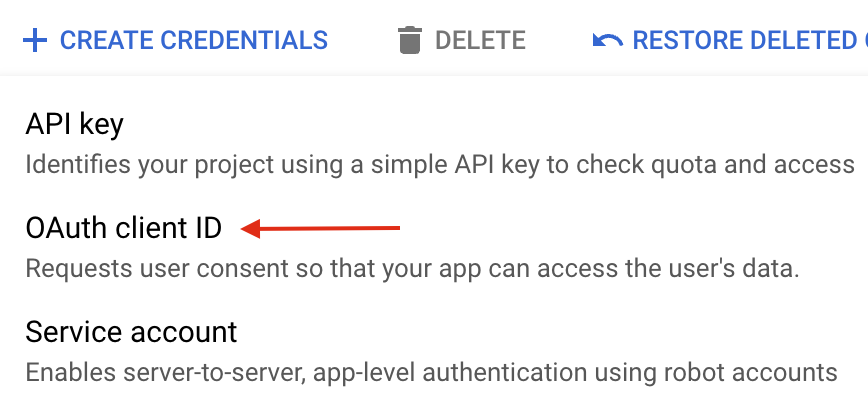 CREATE CREDENTIALS DELETE RESTORE DELETED
API key
Identifies your project using a simple API key to check quota and access
OAuth client ID
Requests user consent so that your app can access the user's data.
Service account
Enables server-to-server, app-level authentication using robot accounts